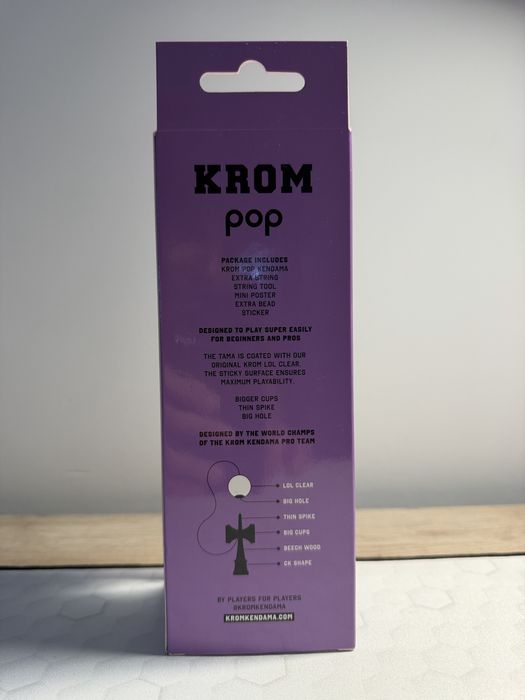 KROM
pop
PACKAGE INCLUDES
KROM POP KENDAMA
EXTRA STRING
STRING TOOL
MINI POSTER
EXTRA BEAD
STICKER
DESIGNED TO PLAY SUPER EASILY
FOR BEGINNERS AND PROS
THE TAMA IS COATED WITH OUR
ORIGINAL KROM LOL CLEAR.
THE STICKY SURFACE ENSURES
MAXIMUM PLAYABILITY.
BIGGER CUPS
THIN SPIKE
BIG HOLE
DESIGNED BY THE WORLD CHAMPS
OF THE KROM KENDAMA PRO TEAM
LOL CLEAR
BIG HOLE
THIN SPIKE
BIG CUPS
BEECH WOOD
CK SHAPE
BY PLAYERS FOR PLAYERS
@KROMKENDAMA
KROMKENDAMA.COM